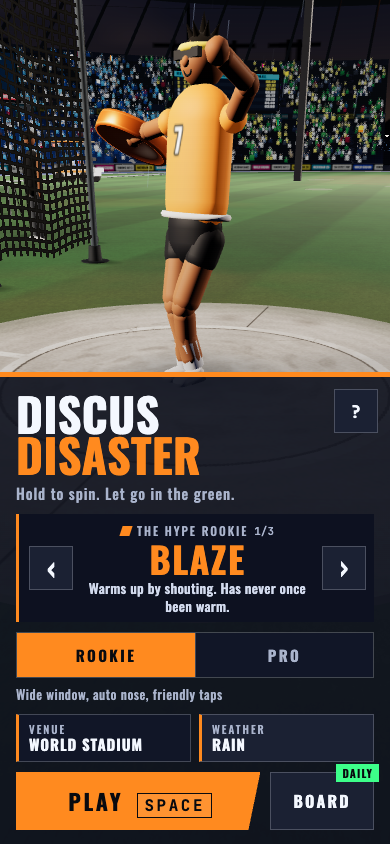 7
DISCUS
DISASTER
?
Hold to spin. Let go in the green.
THE HYPE ROOKIE 1/3
‹ BLAZE ›
Warms up by shouting. Has never once
been warm.
ROOKIE PRO
Wide window, auto nose, friendly taps
VENUE
WORLD STADIUM
WEATHER
RAIN
DAILY
PLAY SPACE
BOARD